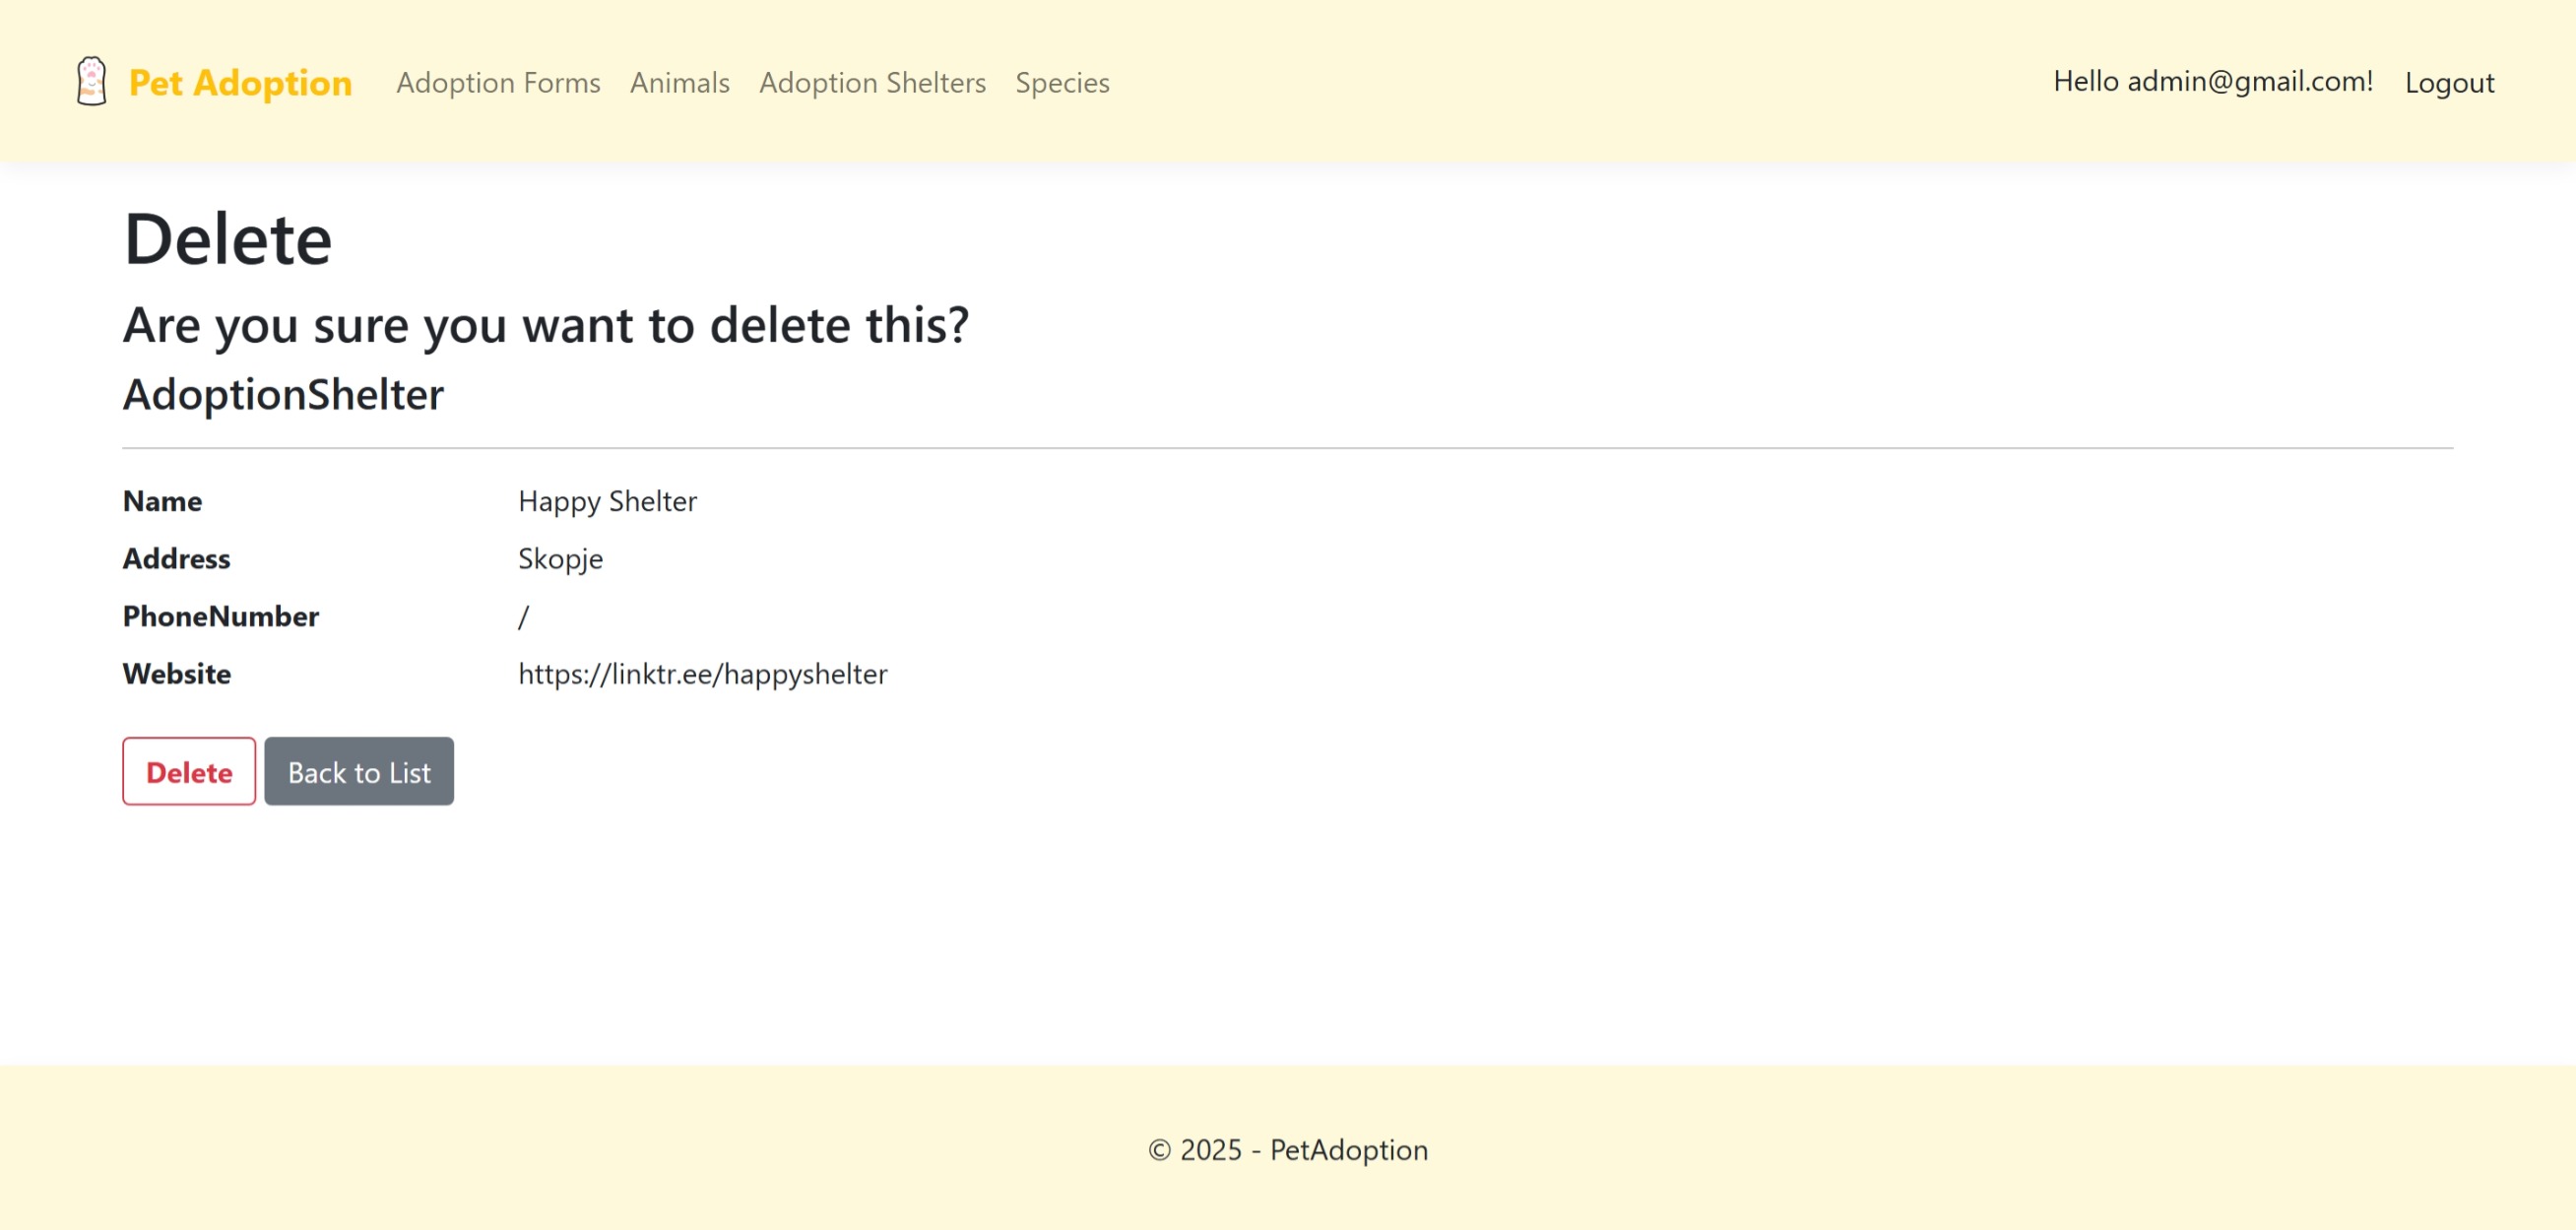 Pet Adoption Adoption Forms Animals Adoption Shelters Species Hello admin@gmail.com! Logout
Delete
Are you sure you want to delete this?
AdoptionShelter
Name Happy Shelter
Address Skopje
PhoneNumber /
Website https://linktr.ee/happyshelter
Delete Back to List
© 2025 - PetAdoption